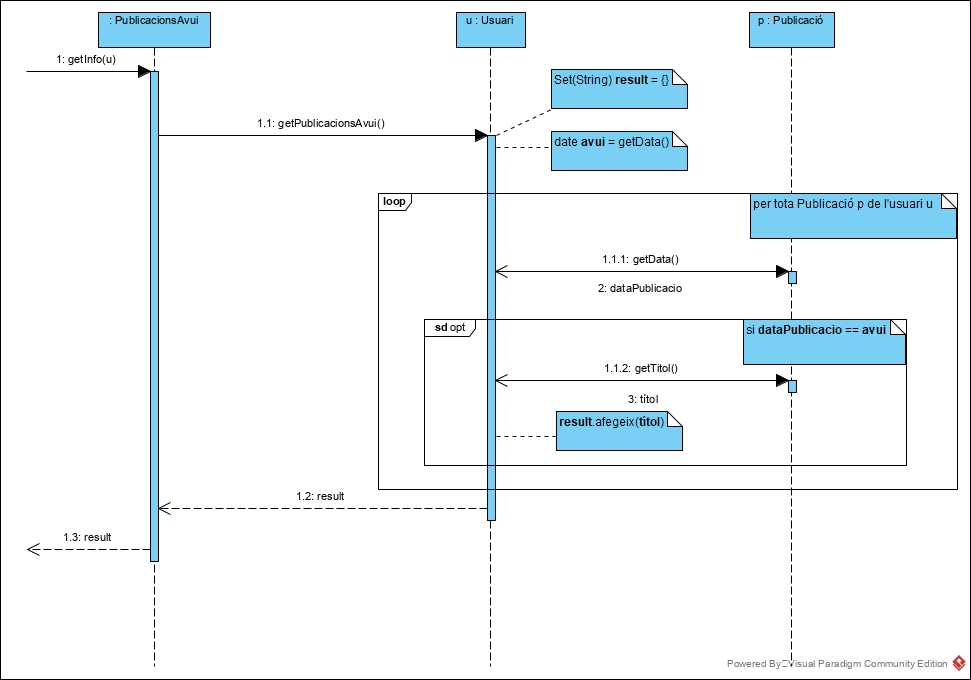 : PublicacionsAvui
u : Usuari
p : Publicació
1: getInfo(u)
Set(String) result = {}
1.1: getPublicacionsAvui()
date avui = getData()
loop
per tota Publicació p de l'usuari u
1.1.1: getData()
2: dataPublicacio
sd opt
si dataPublicacio == avui
1.1.2: getTitol()
3: títol
result.afegeix(títol)
1.2: result
1.3: result
Powered By Visual Paradigm Community Edition